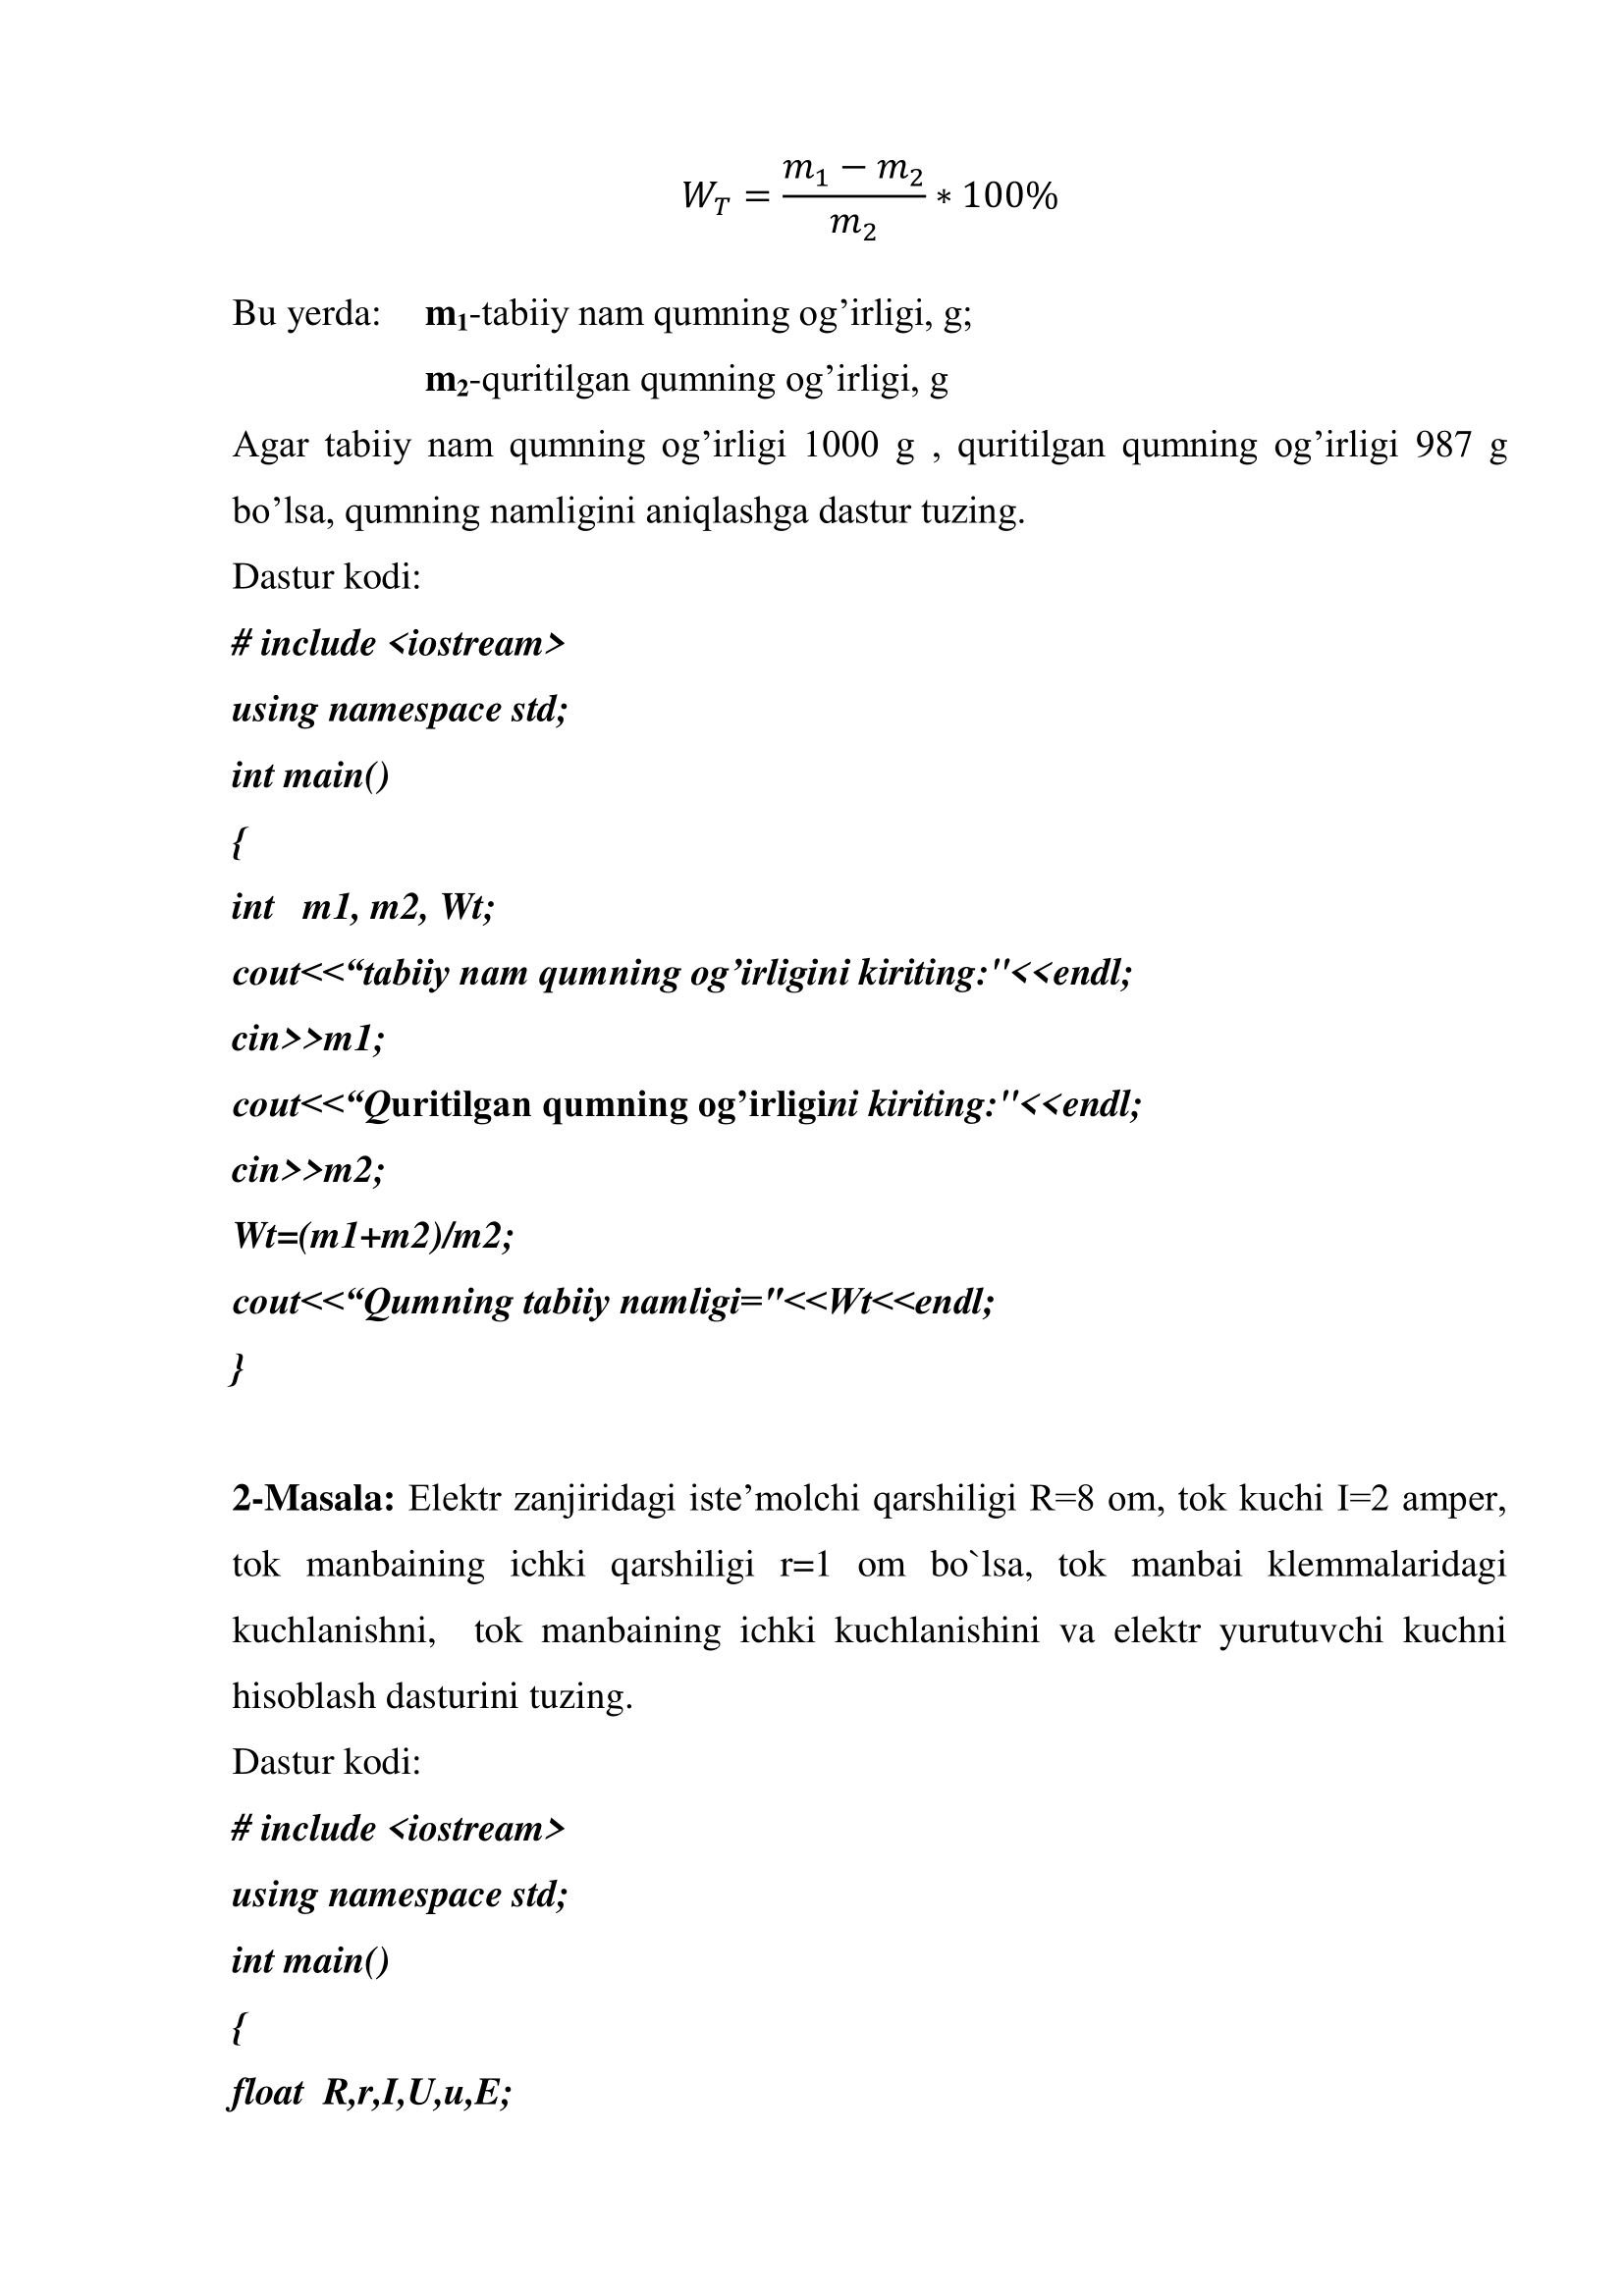 W_T = (m₁ − m₂)/m₂ * 100%
Bu yerda: m₁-tabiiy nam qumning og’irligi, g;
m₂-quritilgan qumning og’irligi, g
Agar tabiiy nam qumning og’irligi 1000 g , quritilgan qumning og’irligi 987 g
bo’lsa, qumning namligini aniqlashga dastur tuzing.
Dastur kodi:
# include <iostream>
using namespace std;
int main()
{
int m1, m2, Wt;
cout<<“tabiiy nam qumning og’irligini kiriting:"<<endl;
cin>>m1;
cout<<“Quritilgan qumning og’irligini kiriting:"<<endl;
cin>>m2;
Wt=(m1+m2)/m2;
cout<<“Qumning tabiiy namligi="<<Wt<<endl;
}
2-Masala: Elektr zanjiridagi iste’molchi qarshiligi R=8 om, tok kuchi I=2 amper,
tok manbaining ichki qarshiligi r=1 om bo`lsa, tok manbai klemmalaridagi
kuchlanishni, tok manbaining ichki kuchlanishini va elektr yurutuvchi kuchni
hisoblash dasturini tuzing.
Dastur kodi:
# include <iostream>
using namespace std;
int main()
{
float R,r,I,U,u,E;